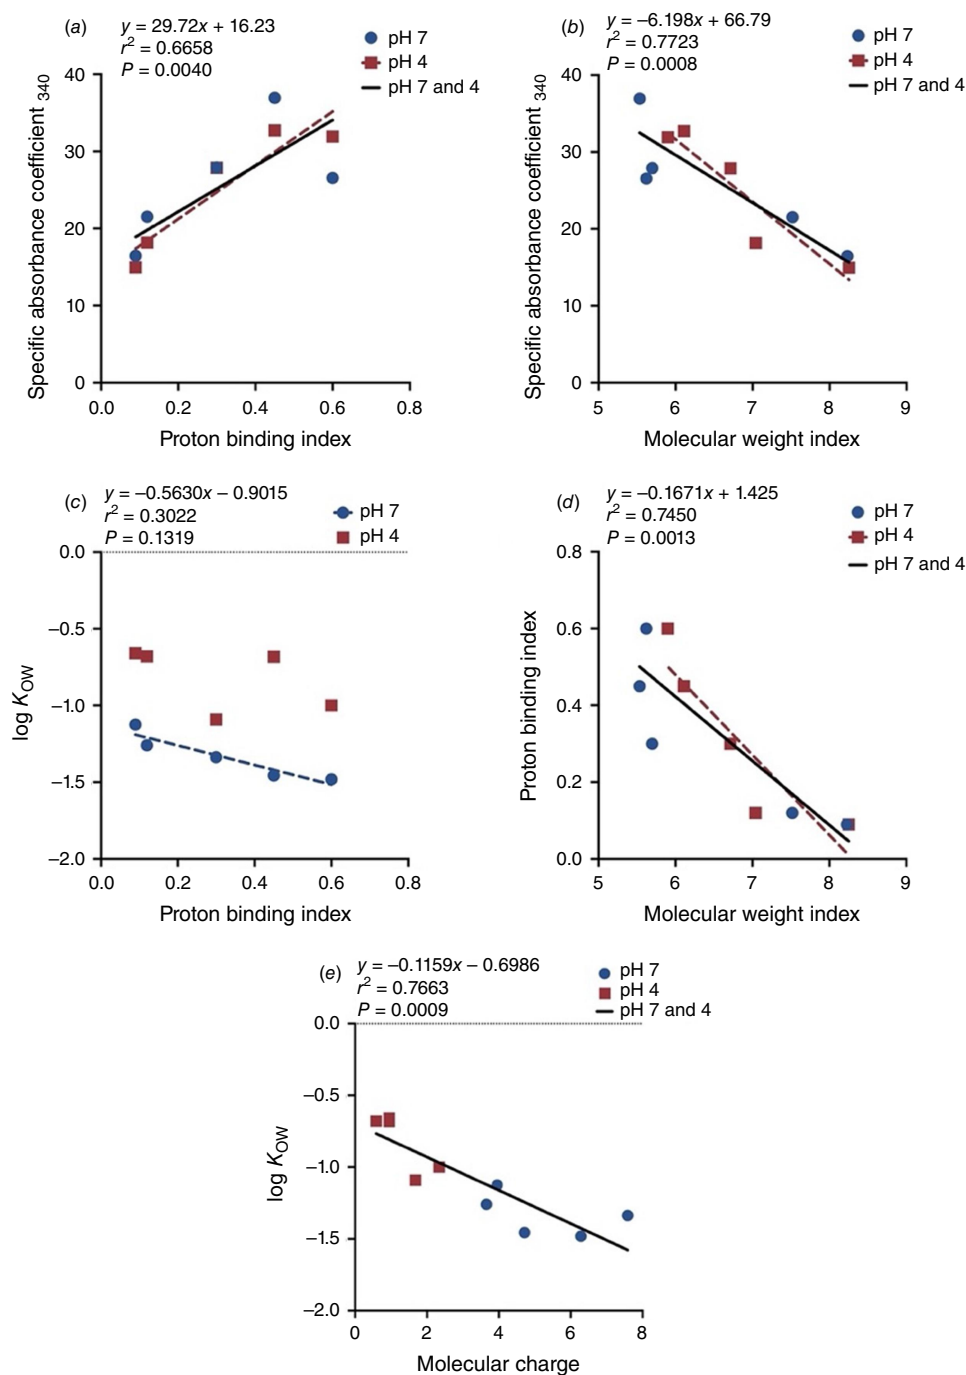 (a)
y = 29.72x + 16.23
r² = 0.6658
P = 0.0040
pH 7
pH 4
pH 7 and 4
Specific absorbance coefficient 340
40
30
20
10
0
0.0 0.2 0.4 0.6 0.8
Proton binding index
(b)
y = –6.198x + 66.79
r² = 0.7723
P = 0.0008
pH 7
pH 4
pH 7 and 4
Specific absorbance coefficient 340
40
30
20
10
0
5 6 7 8 9
Molecular weight index
(c)
y = –0.5630x – 0.9015
r² = 0.3022
P = 0.1319
pH 7
pH 4
log KOW
0.0
–0.5
–1.0
–1.5
–2.0
0.0 0.2 0.4 0.6 0.8
Proton binding index
(d)
y = –0.1671x + 1.425
r² = 0.7450
P = 0.0013
pH 7
pH 4
pH 7 and 4
Proton binding index
0.8
0.6
0.4
0.2
0.0
5 6 7 8 9
Molecular weight index
(e)
y = –0.1159x – 0.6986
r² = 0.7663
P = 0.0009
pH 7
pH 4
pH 7 and 4
log KOW
0.0
–0.5
–1.0
–1.5
–2.0
0 2 4 6 8
Molecular charge